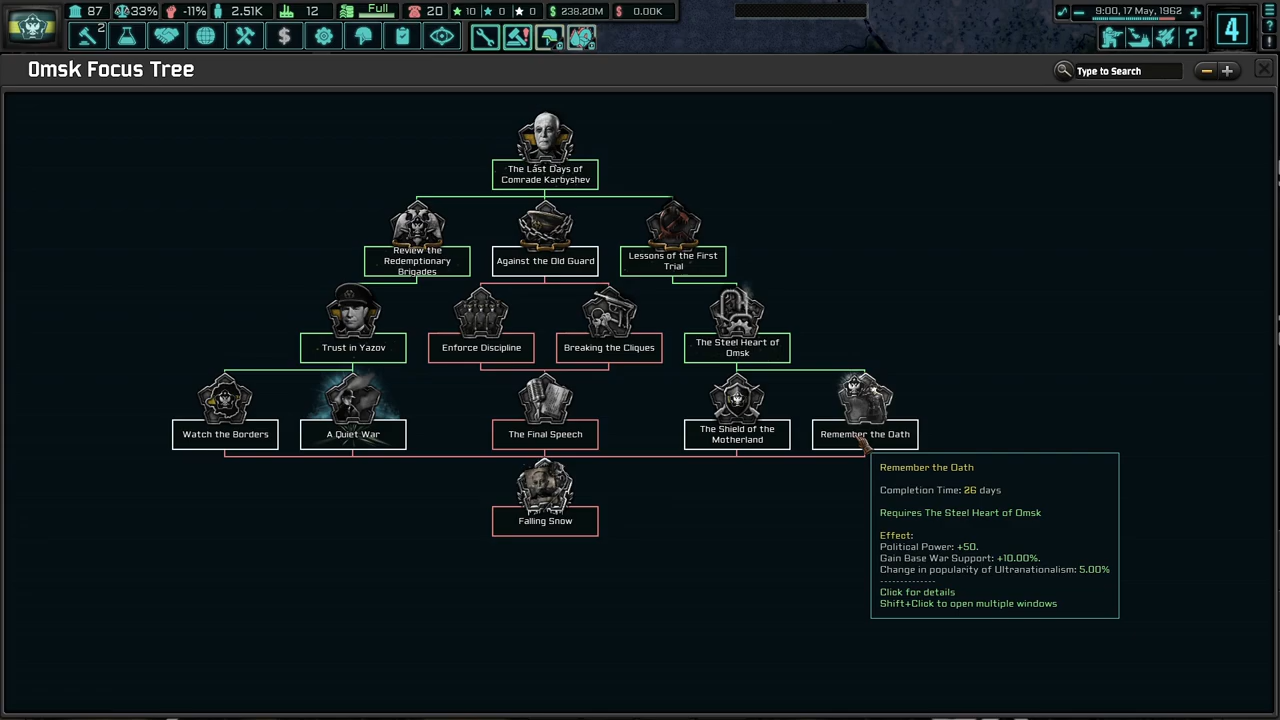 87 33% -11% 2.51K 12 Full 20 10 0 0 $ 238.20M $ 0.00K 9:00, 17 May, 1962
2 $ ? 4
Omsk Focus Tree
Type to Search
The Last Days of
Comrade Karbyshev
Review the
Redemptionary
Brigades
Against the Old Guard
Lessons of the First
Trial
Trust in Yazov
Enforce Discipline
Breaking the Cliques
The Steel Heart of
Omsk
Watch the Borders
A Quiet War
The Final Speech
The Shield of the
Motherland
Remember the Oath
Falling Snow
Remember the Oath
Completion Time: 26 days
Requires The Steel Heart of Omsk
Effect:
Political Power: +50.
Gain Base War Support: +10.00%.
Change in popularity of Ultranationalism: 5.00%
--------------
Click for details
Shift+Click to open multiple windows